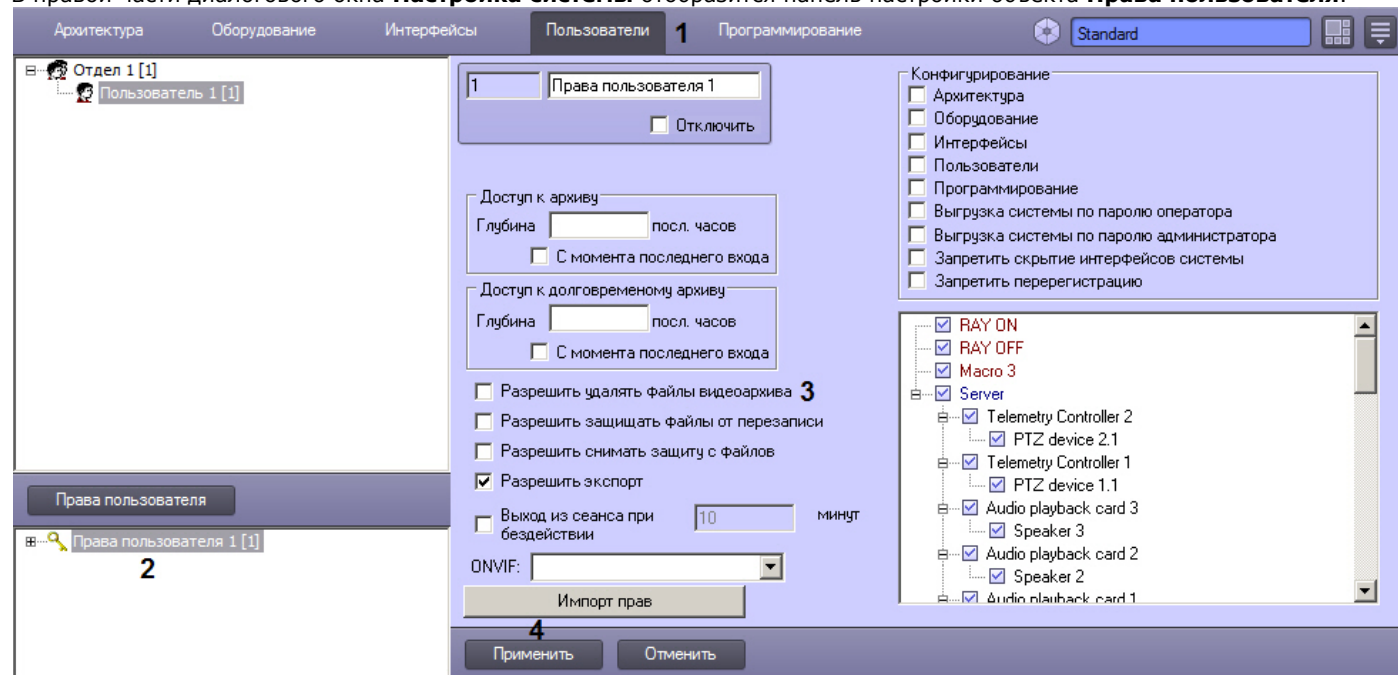 В правой части диалогового окна Настройка системы отобразится панель настройки объекта Права пользователя.
Архитектура Оборудование Интерфейсы Пользователи 1 Программирование Standard
Отдел 1 [1]
Пользователь 1 [1]
Права пользователя
Права пользователя 1 [1]
2
1 Права пользователя 1
Отключить
Доступ к архиву
Глубина посл. часов
С момента последнего входа
Доступ к долговременому архиву
Глубина посл. часов
С момента последнего входа
Разрешить удалять файлы видеоархива 3
Разрешить защищать файлы от перезаписи
Разрешить снимать защиту с файлов
Разрешить экспорт
Выход из сеанса при
бездействии
10 минут
ONVIF:
Импорт прав
4
Применить Отменить
Конфигурирование
Архитектура
Оборудование
Интерфейсы
Пользователи
Программирование
Выгрузка системы по паролю оператора
Выгрузка системы по паролю администратора
Запретить скрытие интерфейсов системы
Запретить перерегистрацию
RAY ON
RAY OFF
Macro 3
Server
Telemetry Controller 2
PTZ device 2.1
Telemetry Controller 1
PTZ device 1.1
Audio playback card 3
Speaker 3
Audio playback card 2
Speaker 2
Audio playback card 1